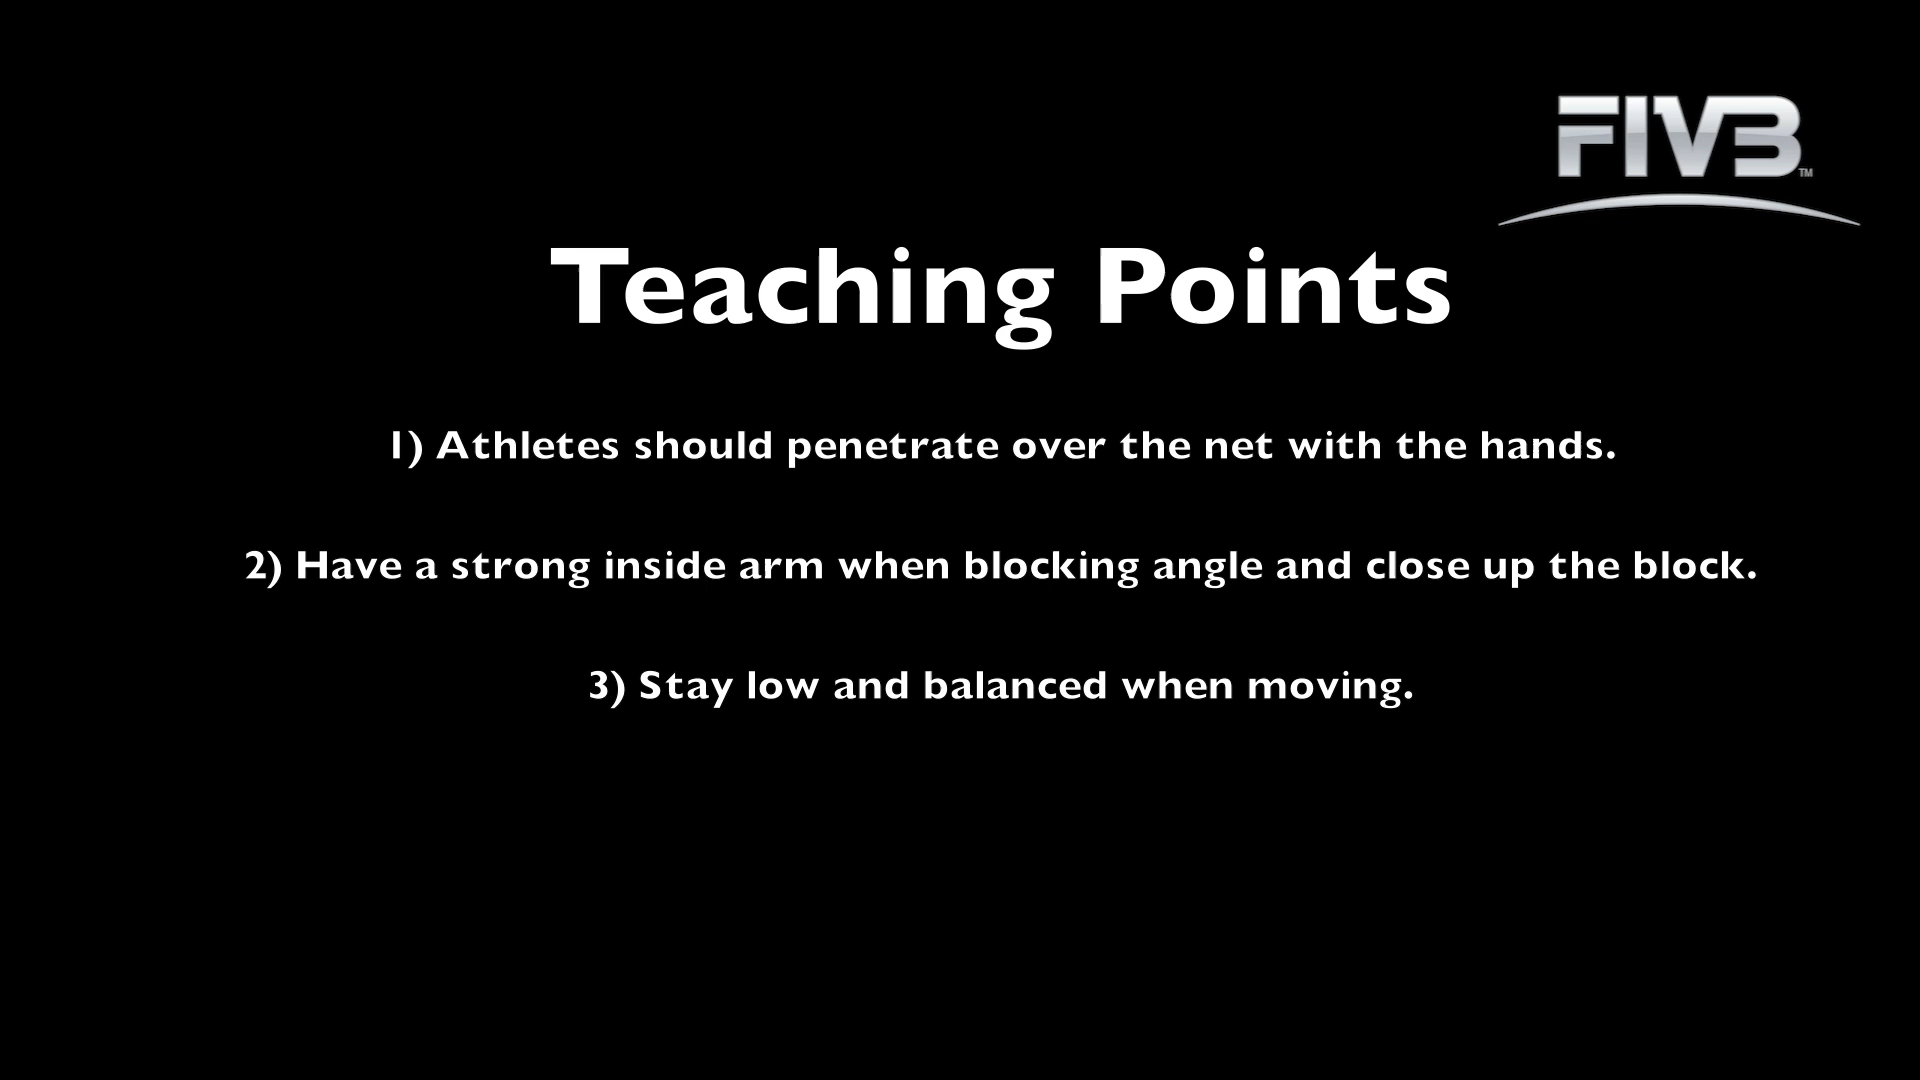 FIVB™
Teaching Points
1) Athletes should penetrate over the net with the hands.
2) Have a strong inside arm when blocking angle and close up the block.
3) Stay low and balanced when moving.